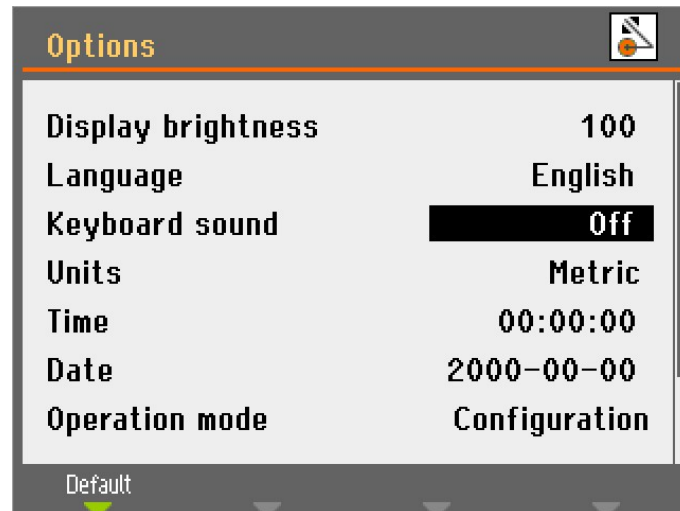 Options
Display brightness 100
Language English
Keyboard sound Off
Units Metric
Time 00:00:00
Date 2000-00-00
Operation mode Configuration
Default